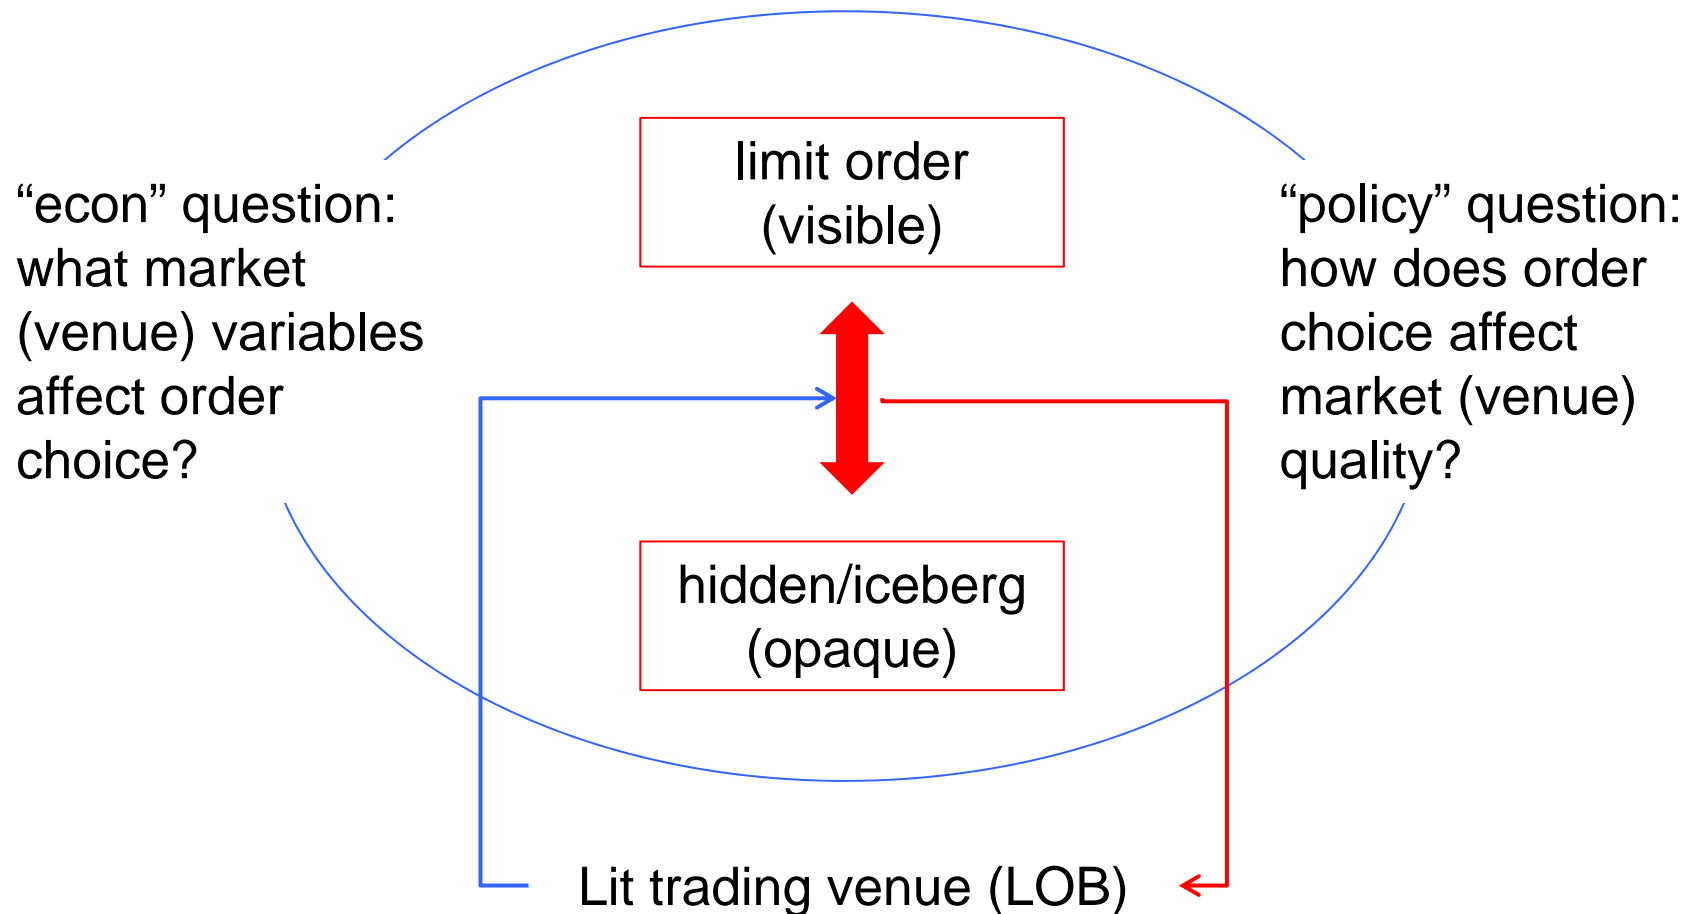 “econ” question:
what market
(venue) variables
affect order
choice?
limit order
(visible)
hidden/iceberg
(opaque)
“policy” question:
how does order
choice affect
market (venue)
quality?
Lit trading venue (LOB)